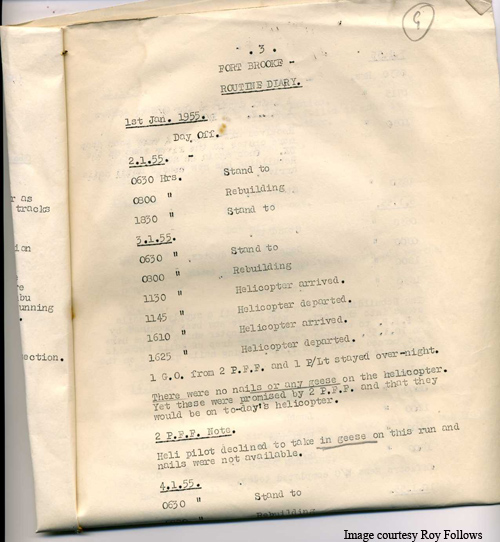 G
. 3 .
FORT BROOKE -
ROUTINE DIARY.
1st Jan. 1955.
Day Off.
2.1.55. -
0630 Hrs. Stand to
0800 " Rebuilding
1830 " Stand to
3.1.55.
0630 " Stand to
0800 " Rebuilding
1130 " Helicopter arrived.
1145 " Helicopter departed.
1610 " Helicopter arrived.
1625 " Helicopter departed.
1 G.O. from 2 P.F.F. and 1 P/Lt stayed over-night.
There were no nails or any geese on the helicopter.
Yet these were promised by 2 P.F.F. and that they
would be on to-day's helicopter.
2 P.F.F. Note.
Heli pilot declined to take in geese on this run and
nails were not available.
4.1.55.
0630 " Stand to
Rebuilding
as
tracks
unning
ection.
Image courtesy Roy Follows